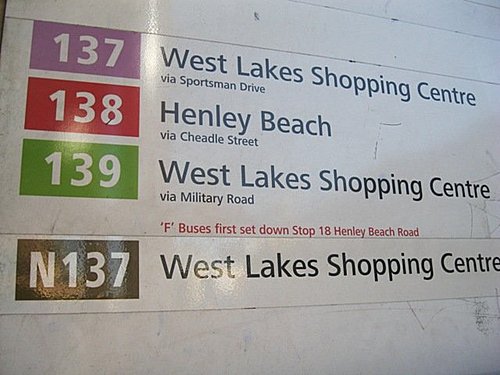 137 West Lakes Shopping Centre
via Sportsman Drive
138 Henley Beach
via Cheadle Street
139 West Lakes Shopping Centre
via Military Road
'F' Buses first set down Stop 18 Henley Beach Road
N137 West Lakes Shopping Centre